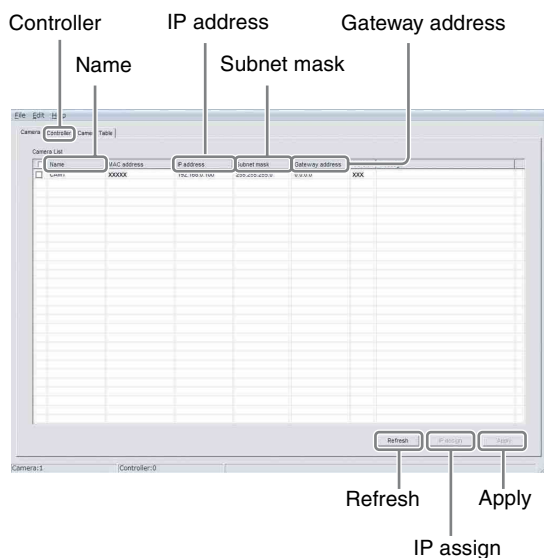 Controller
IP address
Gateway address
Name
Subnet mask
File Edit Help
Camera Controller Camera Table
Camera List
Name MAC address IP address Subnet mask Gateway address
CAM1 XXXXX 192.168.0.100 255.255.255.0 0.0.0.0 XXX
Refresh IP assign Apply
Camera:1 Controller:0
Refresh
Apply
IP assign